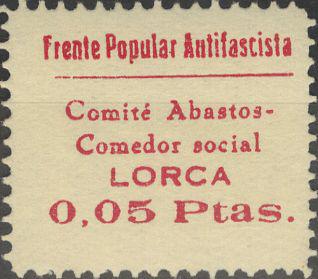 Frente Popular Antifascista
Comité Abastos-
Comedor social
LORCA
0,05 Ptas.